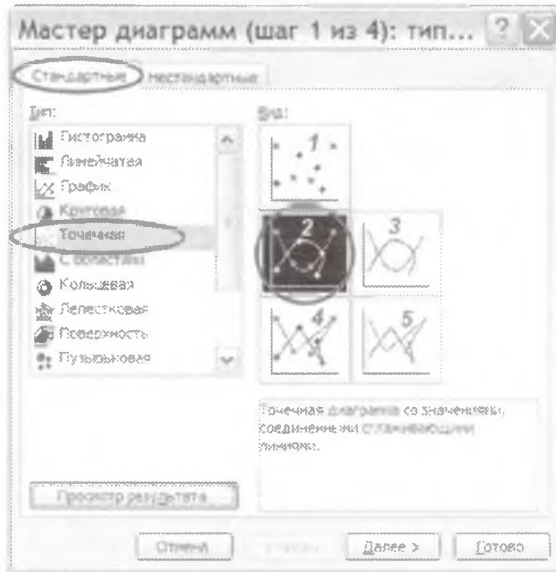 Мастер диаграмм (шаг 1 из 4): тип...
Стандартные Нестандартные
Тип:
Гистограмма
Линейчатая
График
Круговая
Точечная
С областями
Кольцевая
Лепестковая
Поверхность
Пузырьковая
Вид:
1
2 3
4 5
Точечная диаграмма со значениями,
соединенными сглаживающими
линиями.
Просмотр результата
Отмена Далее > Готово